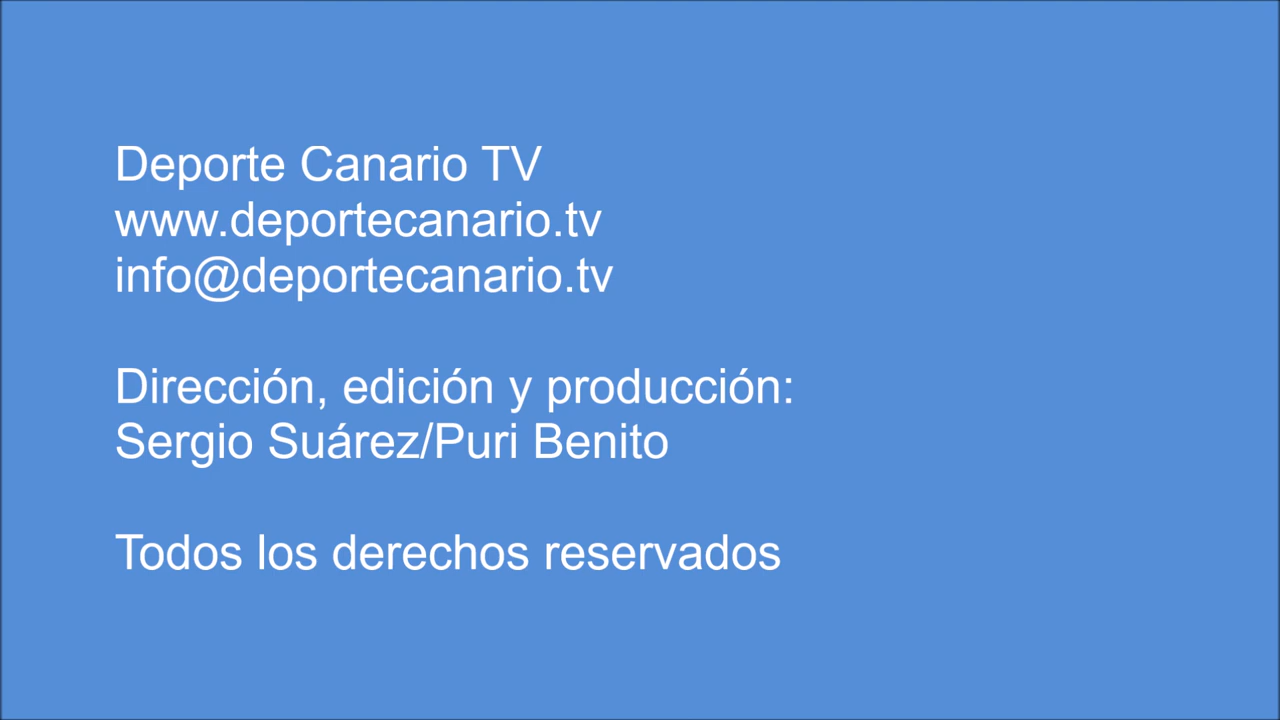 Deporte Canario TV
www.deportecanario.tv
info@deportecanario.tv
Dirección, edición y producción:
Sergio Suárez/Puri Benito
Todos los derechos reservados